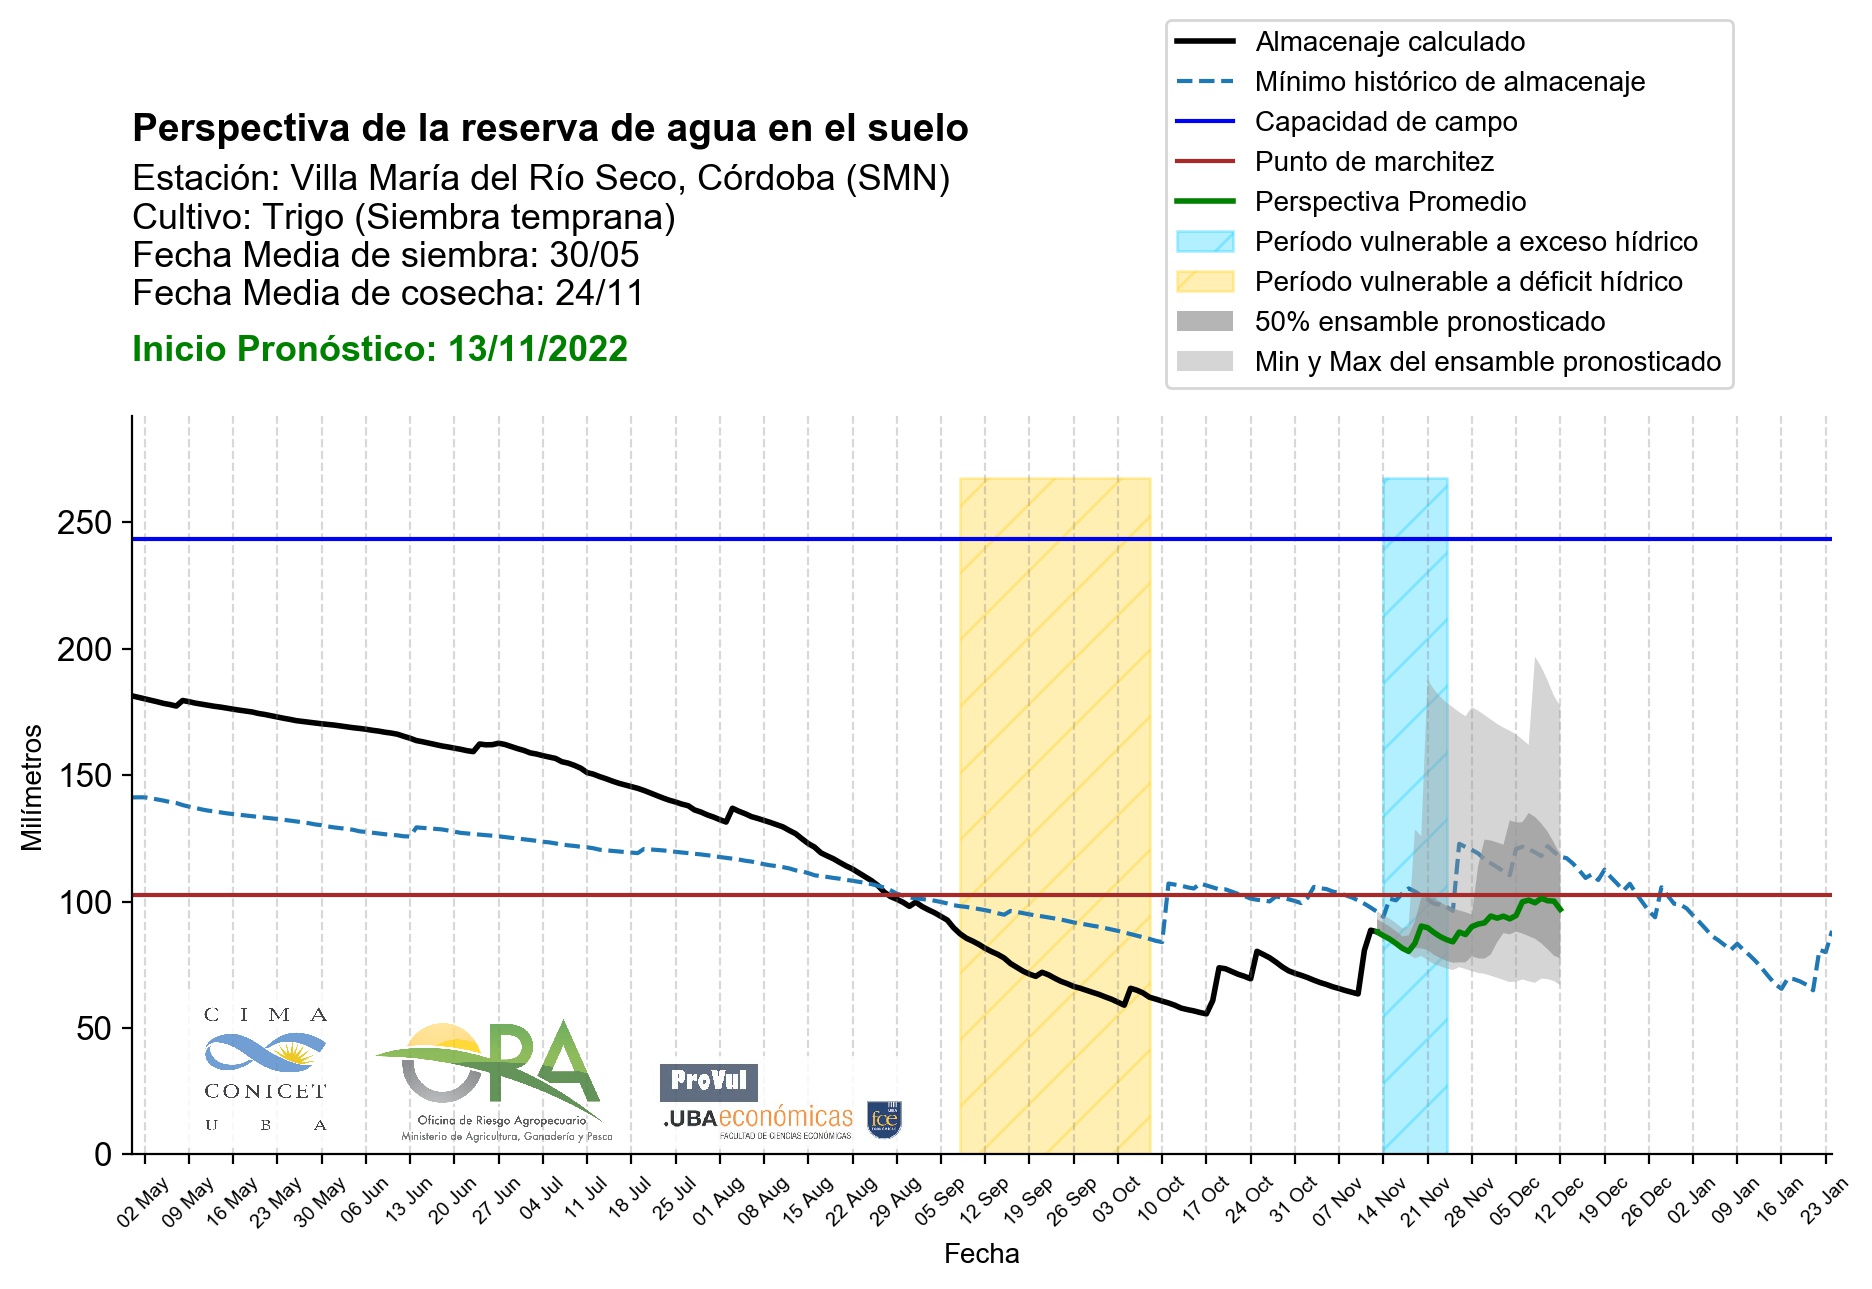 Almacenaje calculado
Mínimo histórico de almacenaje
Capacidad de campo
Punto de marchitez
Perspectiva Promedio
Período vulnerable a exceso hídrico
Período vulnerable a déficit hídrico
50% ensamble pronosticado
Min y Max del ensamble pronosticado
Perspectiva de la reserva de agua en el suelo
Estación: Villa María del Río Seco, Córdoba (SMN)
Cultivo: Trigo (Siembra temprana)
Fecha Media de siembra: 30/05
Fecha Media de cosecha: 24/11
Inicio Pronóstico: 13/11/2022
Milímetros
250
200
150
100
50
0
CIMA
CONICET
UBA
ORA
Oficina de Riesgo Agropecuario
Ministerio de Agricultura, Ganadería y Pesca
ProVul
.UBAeconómicas
FACULTAD DE CIENCIAS ECONÓMICAS
UBA
fce
ECONÓMICAS
02 May
09 May
16 May
23 May
30 May
06 Jun
13 Jun
20 Jun
27 Jun
04 Jul
11 Jul
18 Jul
25 Jul
01 Aug
08 Aug
15 Aug
22 Aug
29 Aug
05 Sep
12 Sep
19 Sep
26 Sep
03 Oct
10 Oct
17 Oct
24 Oct
31 Oct
07 Nov
14 Nov
21 Nov
28 Nov
05 Dec
12 Dec
19 Dec
26 Dec
02 Jan
09 Jan
16 Jan
23 Jan
Fecha